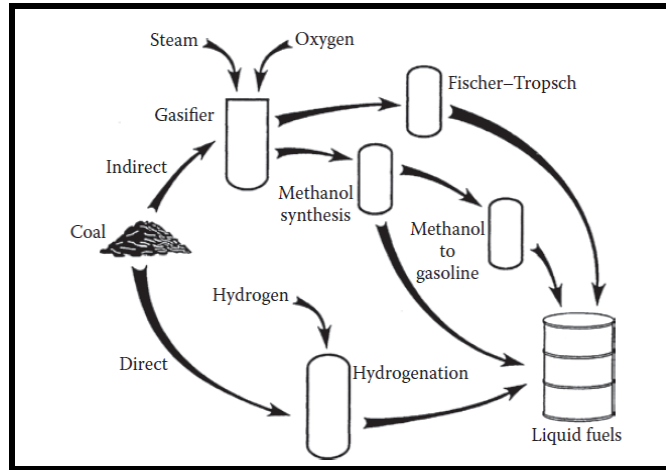 Steam
Oxygen
Fischer–Tropsch
Gasifier
Indirect
Methanol
synthesis
Coal
Methanol
to
gasoline
Hydrogen
Direct
Hydrogenation
Liquid fuels